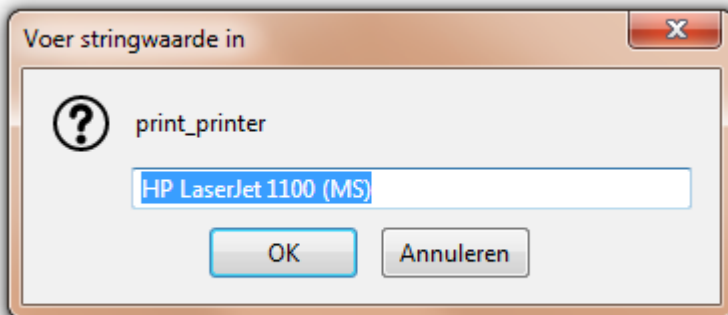 Voer stringwaarde in
print_printer
HP LaserJet 1100 (MS)
OK Annuleren